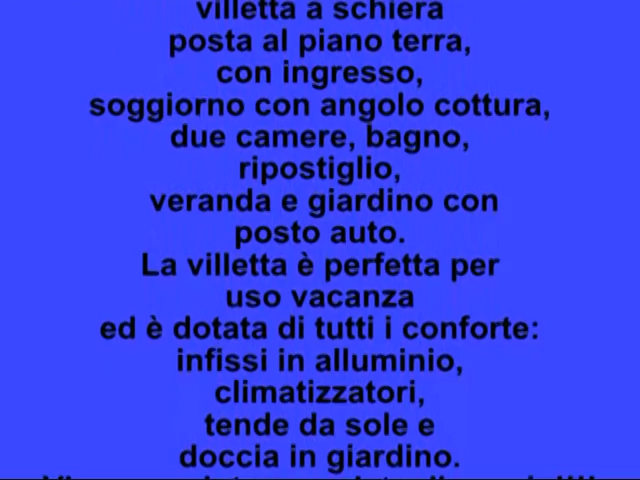 villetta a schiera
posta al piano terra,
con ingresso,
soggiorno con angolo cottura,
due camere, bagno,
ripostiglio,
veranda e giardino con
posto auto.
La villetta è perfetta per
uso vacanza
ed è dotata di tutti i conforte:
infissi in alluminio,
climatizzatori,
tende da sole e
doccia in giardino.